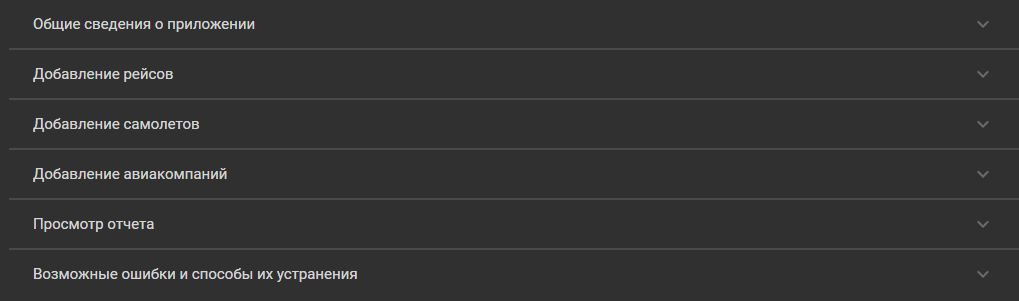 Общие сведения о приложении
Добавление рейсов
Добавление самолетов
Добавление авиакомпаний
Просмотр отчета
Возможные ошибки и способы их устранения